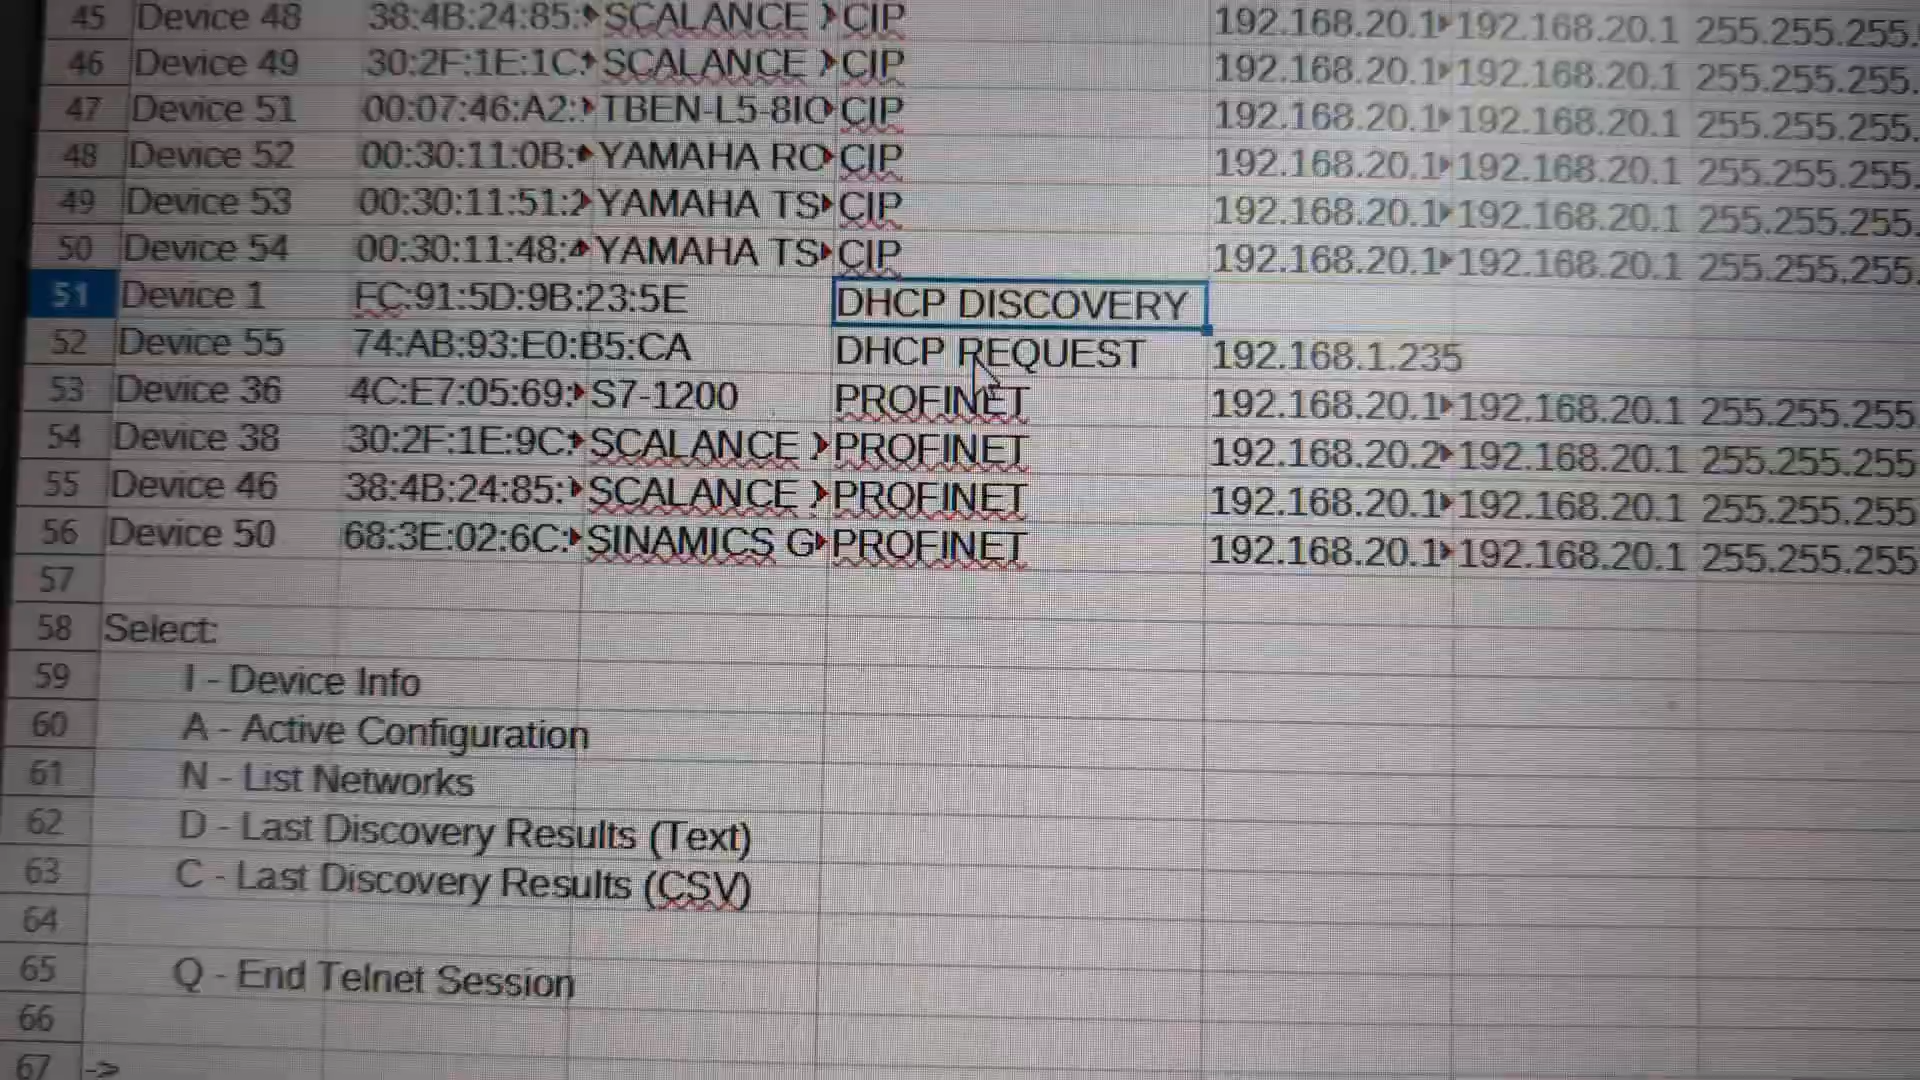 45 Device 48 38:4B:24:85: SCALANCE CIP 192.168.20.1 192.168.20.1 255.255.255.
46 Device 49 30:2F:1E:1C: SCALANCE CIP 192.168.20.1 192.168.20.1 255.255.255.
47 Device 51 00:07:46:A2: TBEN-L5-8IO CIP 192.168.20.1 192.168.20.1 255.255.255.
48 Device 52 00:30:11:0B: YAMAHA RO CIP 192.168.20.1 192.168.20.1 255.255.255.
49 Device 53 00:30:11:51:2 YAMAHA TS CIP 192.168.20.1 192.168.20.1 255.255.255.
50 Device 54 00:30:11:48: YAMAHA TS CIP 192.168.20.1 192.168.20.1 255.255.255.
51 Device 1 FC:91:5D:9B:23:5E DHCP DISCOVERY
52 Device 55 74:AB:93:E0:B5:CA DHCP REQUEST 192.168.1.235
53 Device 36 4C:E7:05:69: S7-1200 PROFINET 192.168.20.1 192.168.20.1 255.255.255.
54 Device 38 30:2F:1E:9C: SCALANCE PROFINET 192.168.20.2 192.168.20.1 255.255.255
55 Device 46 38:4B:24:85: SCALANCE PROFINET 192.168.20.1 192.168.20.1 255.255.255
56 Device 50 68:3E:02:6C: SINAMICS G PROFINET 192.168.20.1 192.168.20.1 255.255.255
57
58 Select:
59 I - Device Info
60 A - Active Configuration
61 N - List Networks
62 D - Last Discovery Results (Text)
63 C - Last Discovery Results (CSV)
64
65 Q - End Telnet Session
66
67 ->